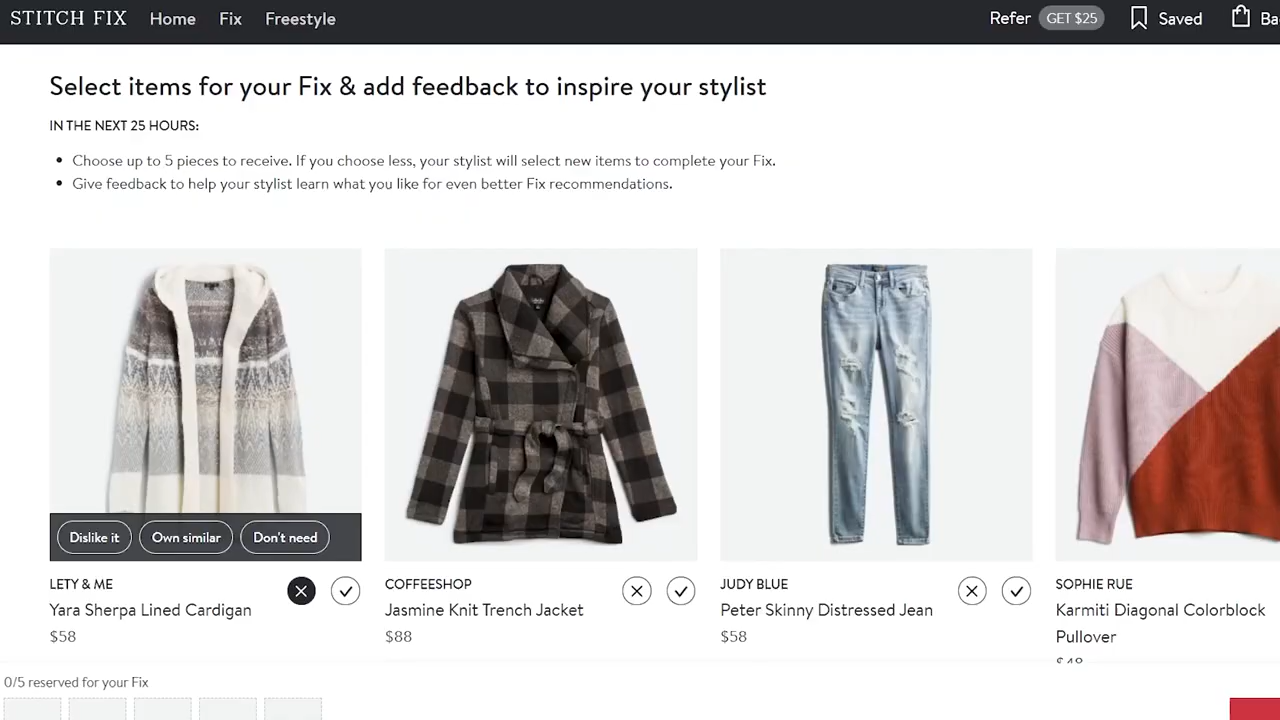 STITCH FIX Home Fix Freestyle Refer GET $25 Saved
Select items for your Fix & add feedback to inspire your stylist
IN THE NEXT 25 HOURS:
• Choose up to 5 pieces to receive. If you choose less, your stylist will select new items to complete your Fix.
• Give feedback to help your stylist learn what you like for even better Fix recommendations.
Dislike it Own similar Don't need
LETY & ME
Yara Sherpa Lined Cardigan
$58
COFFEESHOP
Jasmine Knit Trench Jacket
$88
JUDY BLUE
Peter Skinny Distressed Jean
$58
SOPHIE RUE
Karmiti Diagonal Colorblock
Pullover
0/5 reserved for your Fix